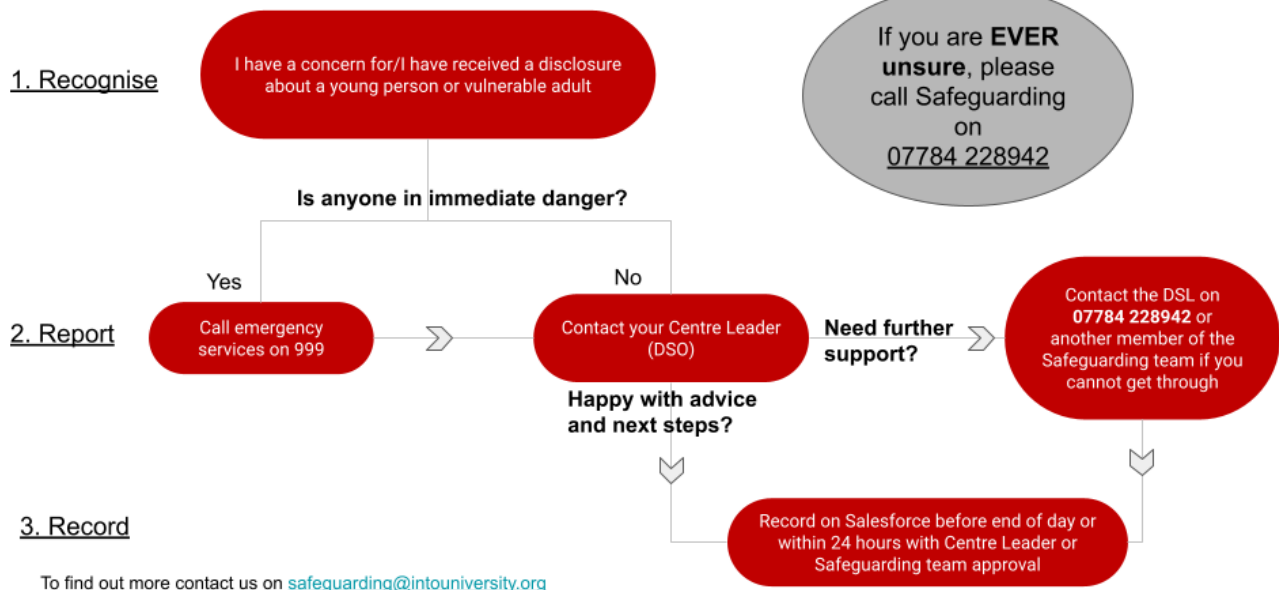 1. Recognise
I have a concern for/I have received a disclosure
about a young person or vulnerable adult
If you are EVER
unsure, please
call Safeguarding
on
07784 228942
Is anyone in immediate danger?
Yes
No
2. Report
Call emergency
services on 999
Contact your Centre Leader
(DSO)
Need further
support?
Contact the DSL on
07784 228942 or
another member of the
Safeguarding team if you
cannot get through
Happy with advice
and next steps?
3. Record
Record on Salesforce before end of day or
within 24 hours with Centre Leader or
Safeguarding team approval
To find out more contact us on safeguarding@intouniversity.org